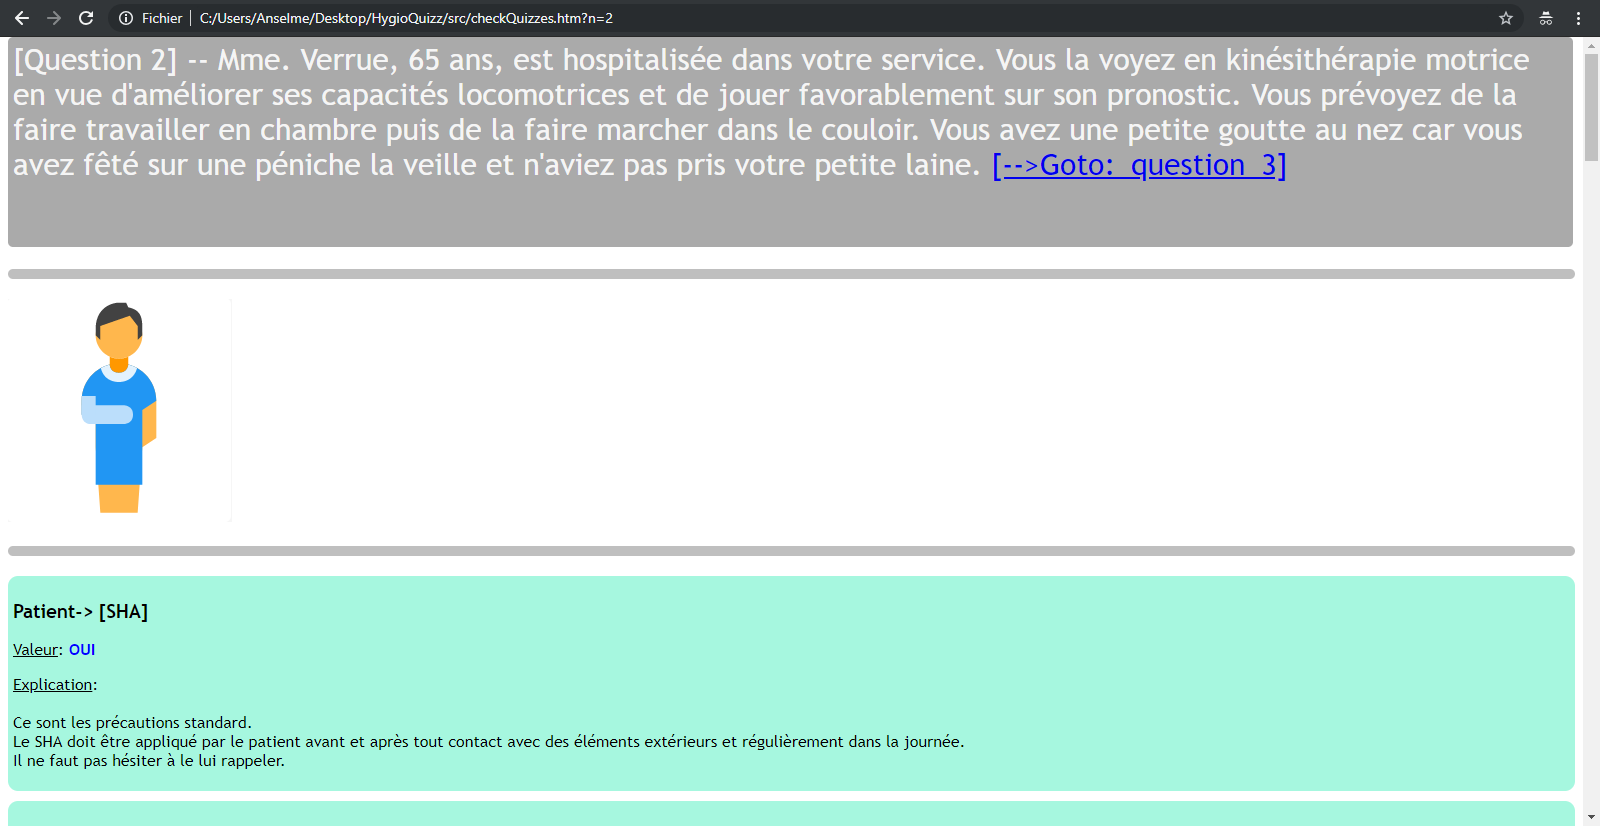 Fichier | C:/Users/Anselme/Desktop/HygioQuizz/src/checkQuizzes.htm?n=2
[Question 2] -- Mme. Verrue, 65 ans, est hospitalisée dans votre service. Vous la voyez en kinésithérapie motrice
en vue d'améliorer ses capacités locomotrices et de jouer favorablement sur son pronostic. Vous prévoyez de la
faire travailler en chambre puis de la faire marcher dans le couloir. Vous avez une petite goutte au nez car vous
avez fêté sur une péniche la veille et n'aviez pas pris votre petite laine. [-->Goto: question 3]
Patient-> [SHA]
Valeur: OUI
Explication:
Ce sont les précautions standard.
Le SHA doit être appliqué par le patient avant et après tout contact avec des éléments extérieurs et régulièrement dans la journée.
Il ne faut pas hésiter à le lui rappeler.